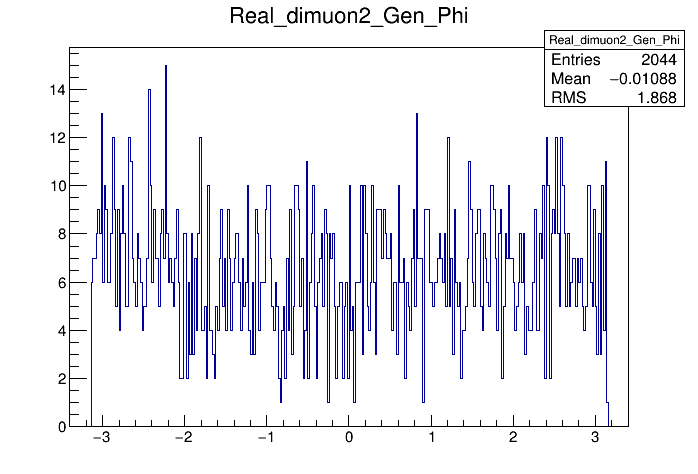 Real_dimuon2_Gen_Phi
Real_dimuon2_Gen_Phi
Entries 2044
Mean −0.01088
RMS 1.868
14
12
10
8
6
4
2
0
−3 −2 −1 0 1 2 3